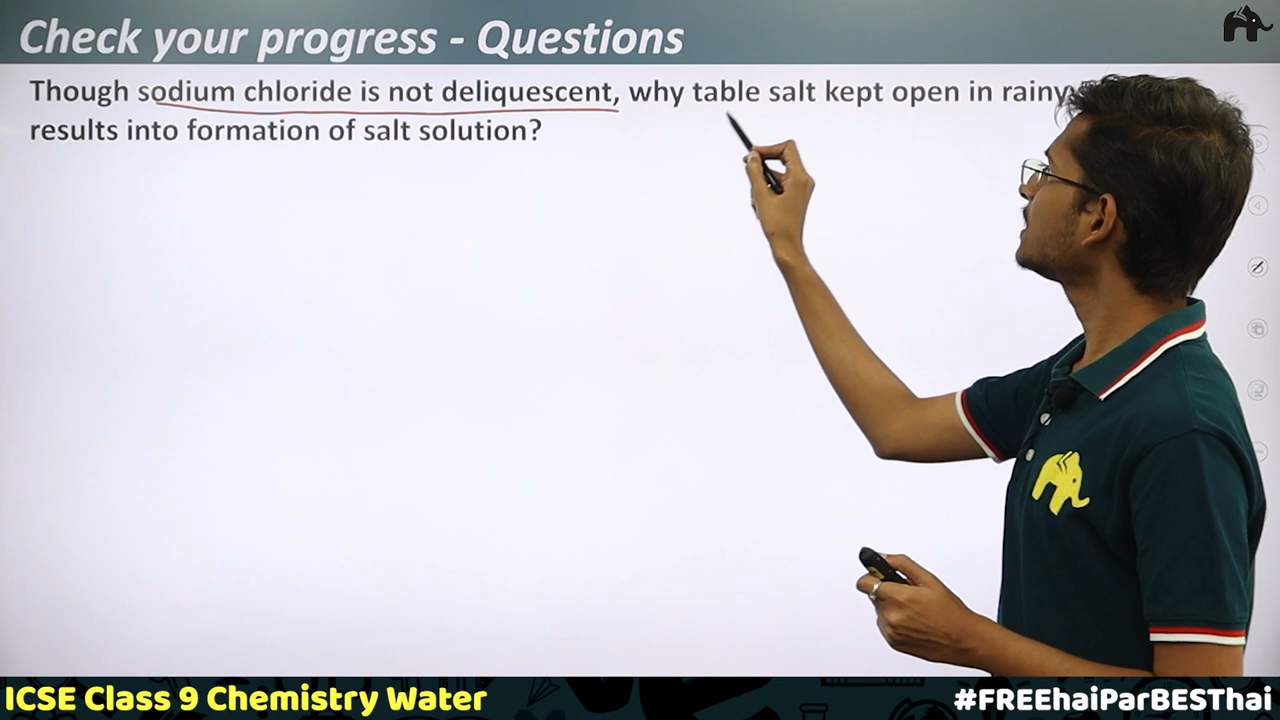 Check your progress - Questions
Though sodium chloride is not deliquescent, why table salt kept open in rainy
results into formation of salt solution?
ICSE Class 9 Chemistry Water
#FREEhaiParBESThai